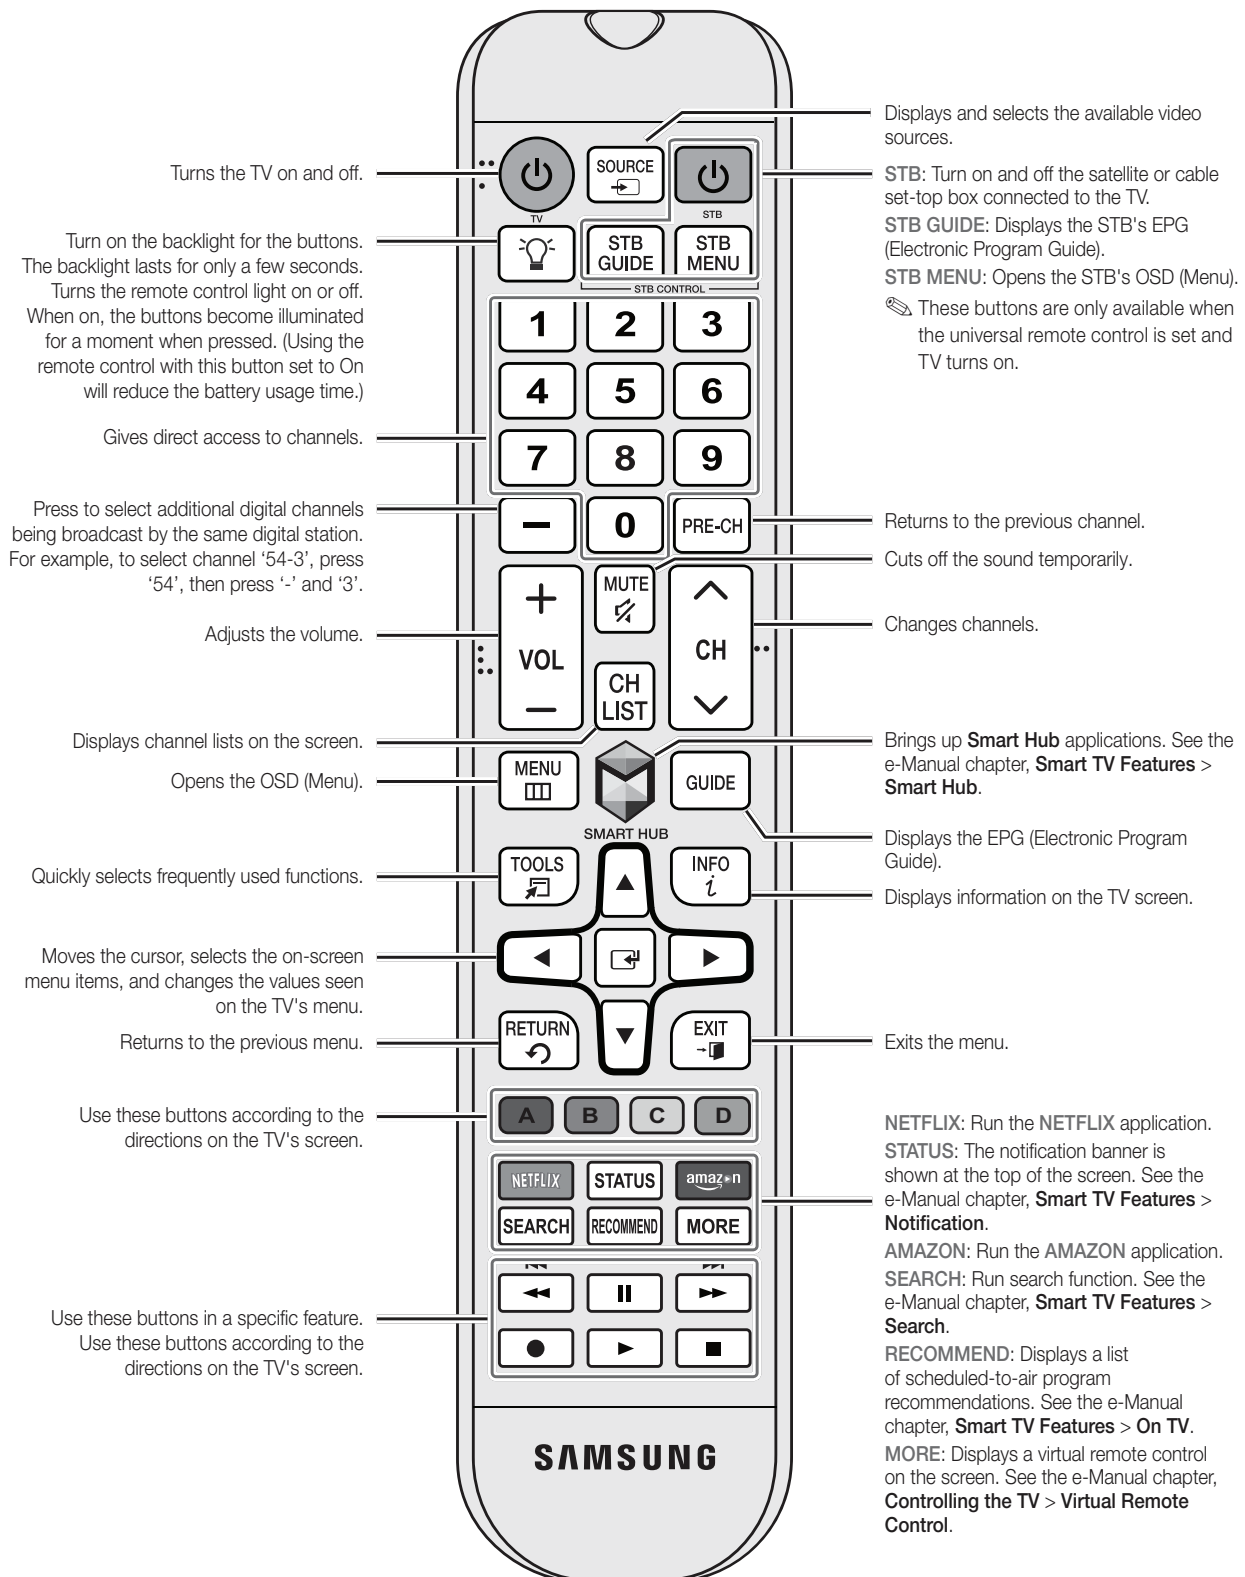 Turns the TV on and off.
Turn on the backlight for the buttons.
The backlight lasts for only a few seconds.
Turns the remote control light on or off.
When on, the buttons become illuminated
for a moment when pressed. (Using the
remote control with this button set to On
will reduce the battery usage time.)
Gives direct access to channels.
Press to select additional digital channels
being broadcast by the same digital station.
For example, to select channel ‘54-3’, press
‘54’, then press ‘-’ and ‘3’.
Adjusts the volume.
Displays channel lists on the screen.
Opens the OSD (Menu).
Quickly selects frequently used functions.
Moves the cursor, selects the on-screen
menu items, and changes the values seen
on the TV's menu.
Returns to the previous menu.
Use these buttons according to the
directions on the TV's screen.
Use these buttons in a specific feature.
Use these buttons according to the
directions on the TV's screen.
SOURCE
TV
STB
STB
GUIDE
STB
MENU
STB CONTROL
1 2 3
4 5 6
7 8 9
– 0 PRE-CH
+
VOL
–
MUTE
CH
CH
LIST
MENU
GUIDE
SMART HUB
TOOLS
INFO
i
RETURN
EXIT
A B C D
NETFLIX STATUS amazon
SEARCH RECOMMEND MORE
SAMSUNG
Displays and selects the available video
sources.
STB: Turn on and off the satellite or cable
set-top box connected to the TV.
STB GUIDE: Displays the STB's EPG
(Electronic Program Guide).
STB MENU: Opens the STB's OSD (Menu).
These buttons are only available when
the universal remote control is set and
TV turns on.
Returns to the previous channel.
Cuts off the sound temporarily.
Changes channels.
Brings up Smart Hub applications. See the
e-Manual chapter, Smart TV Features >
Smart Hub.
Displays the EPG (Electronic Program
Guide).
Displays information on the TV screen.
Exits the menu.
NETFLIX: Run the NETFLIX application.
STATUS: The notification banner is
shown at the top of the screen. See the
e-Manual chapter, Smart TV Features >
Notification.
AMAZON: Run the AMAZON application.
SEARCH: Run search function. See the
e-Manual chapter, Smart TV Features >
Search.
RECOMMEND: Displays a list
of scheduled-to-air program
recommendations. See the e-Manual
chapter, Smart TV Features > On TV.
MORE: Displays a virtual remote control
on the screen. See the e-Manual chapter,
Controlling the TV > Virtual Remote
Control.